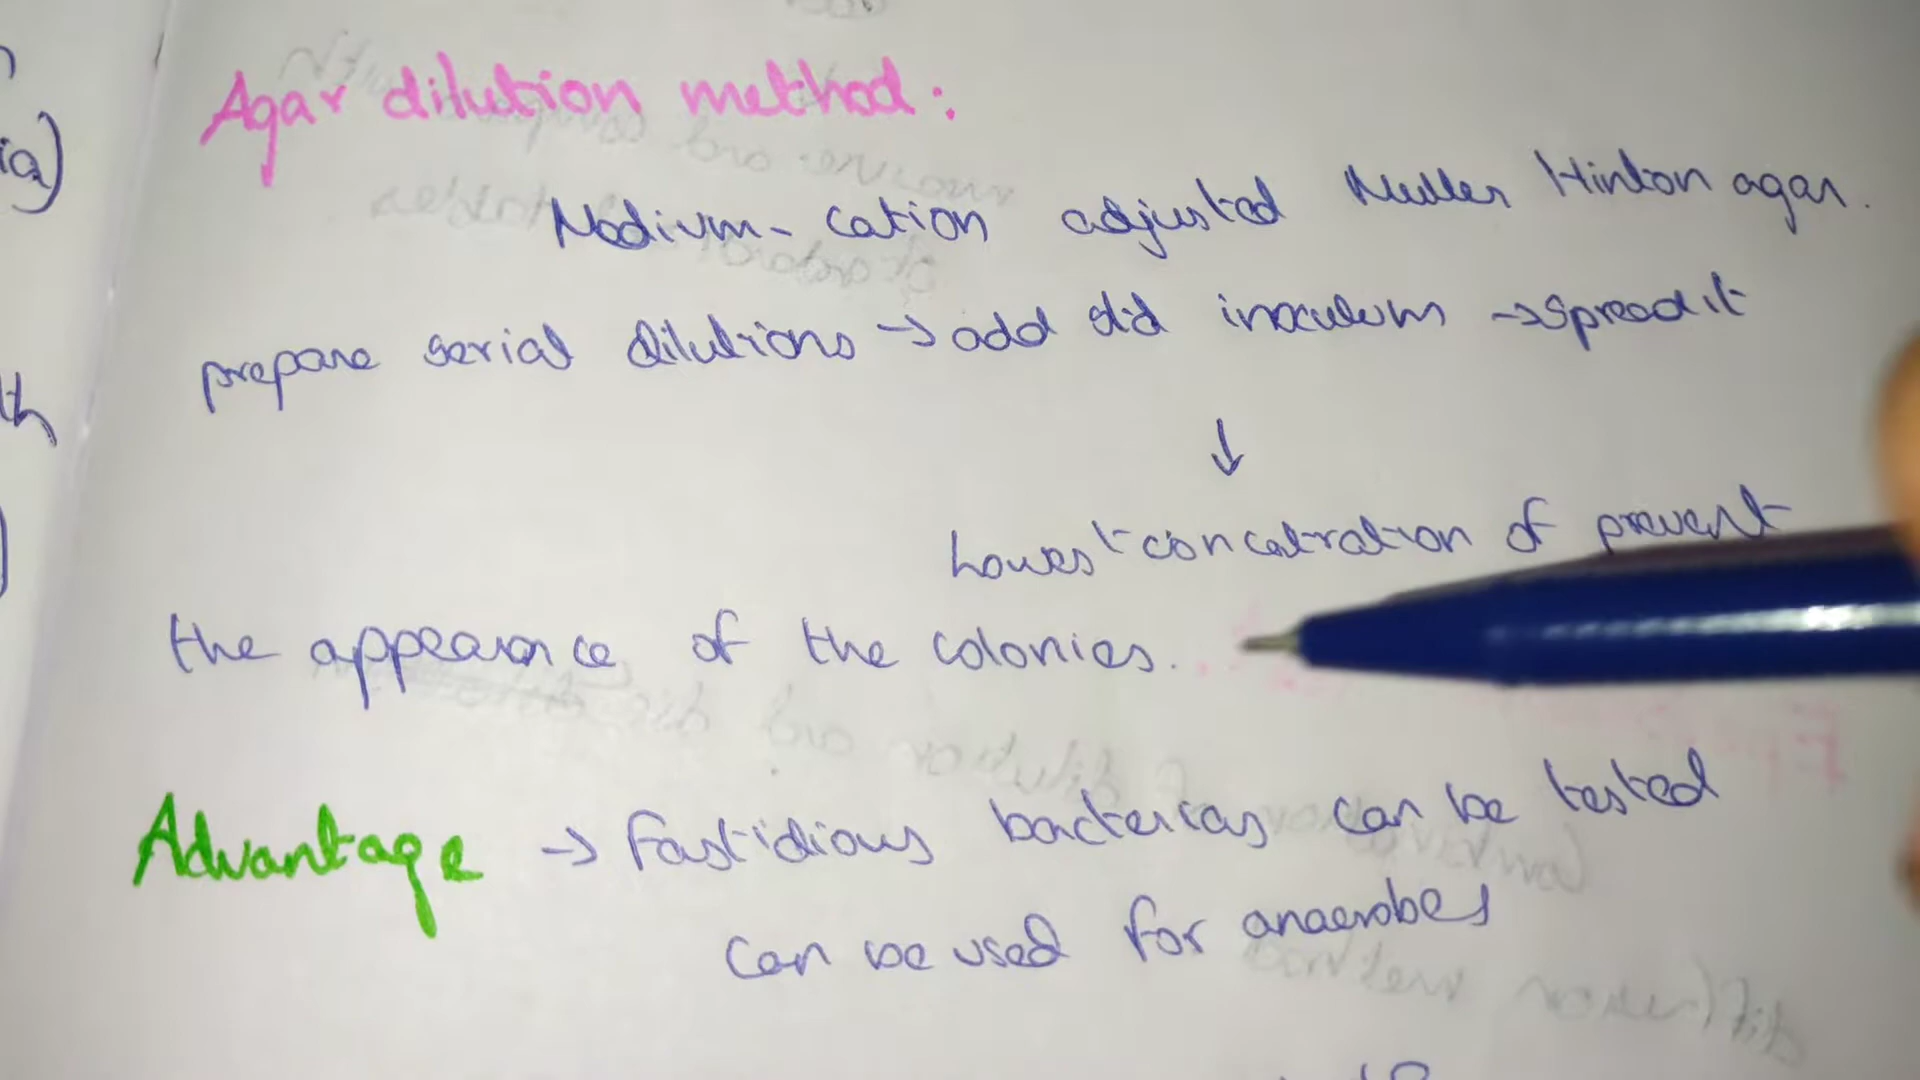 Agar dilution method:
Medium - cation adjusted Muller Hinton agar.
prepare serial dilutions → add std inoculum → spread it
↓
Lowest concentration of prevent
the appearance of the colonies.
Advantage → Fastidious bacterias can be tested
can be used for anaerobes